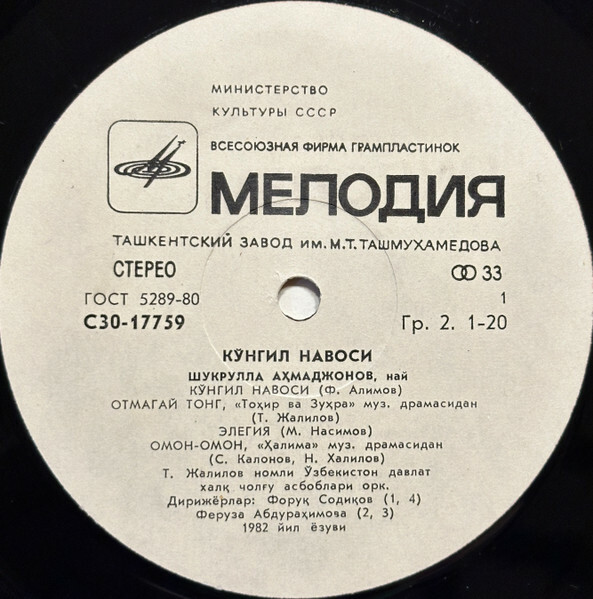 МИНИСТЕРСТВО
КУЛЬТУРЫ СССР
ВСЕСОЮЗНАЯ ФИРМА ГРАМПЛАСТИНОК
МЕЛОДИЯ
ТАШКЕНТСКИЙ ЗАВОД ИМ. М.Т. ТАШМУХАМЕДОВА
СТЕРЕО 33
ГОСТ 5289-80 1
С30-17759 Гр. 2. 1-20
КЎНГИЛ НАВОСИ
ШУКРУЛЛА АҲМАДЖОНОВ, най
КЎНГИЛ НАВОСИ (Ф. Алимов)
ОТМАГАЙ ТОНГ, «Тоҳир ва Зуҳра» муз. драмасидан
(Т. Жалилов)
ЭЛЕГИЯ (М. Насимов)
ОМОН-ОМОН, «Ҳалима» муз. драмасидан
(С. Калонов, Н. Халилов)
Т. Жалилов номли Ўзбекистон давлат
халқ чолғу асбоблари орк.
Дирижёрлар: Форуқ Содиқов (1, 4)
Феруза Абдураҳимова (2, 3)
1982 йил ёзуви